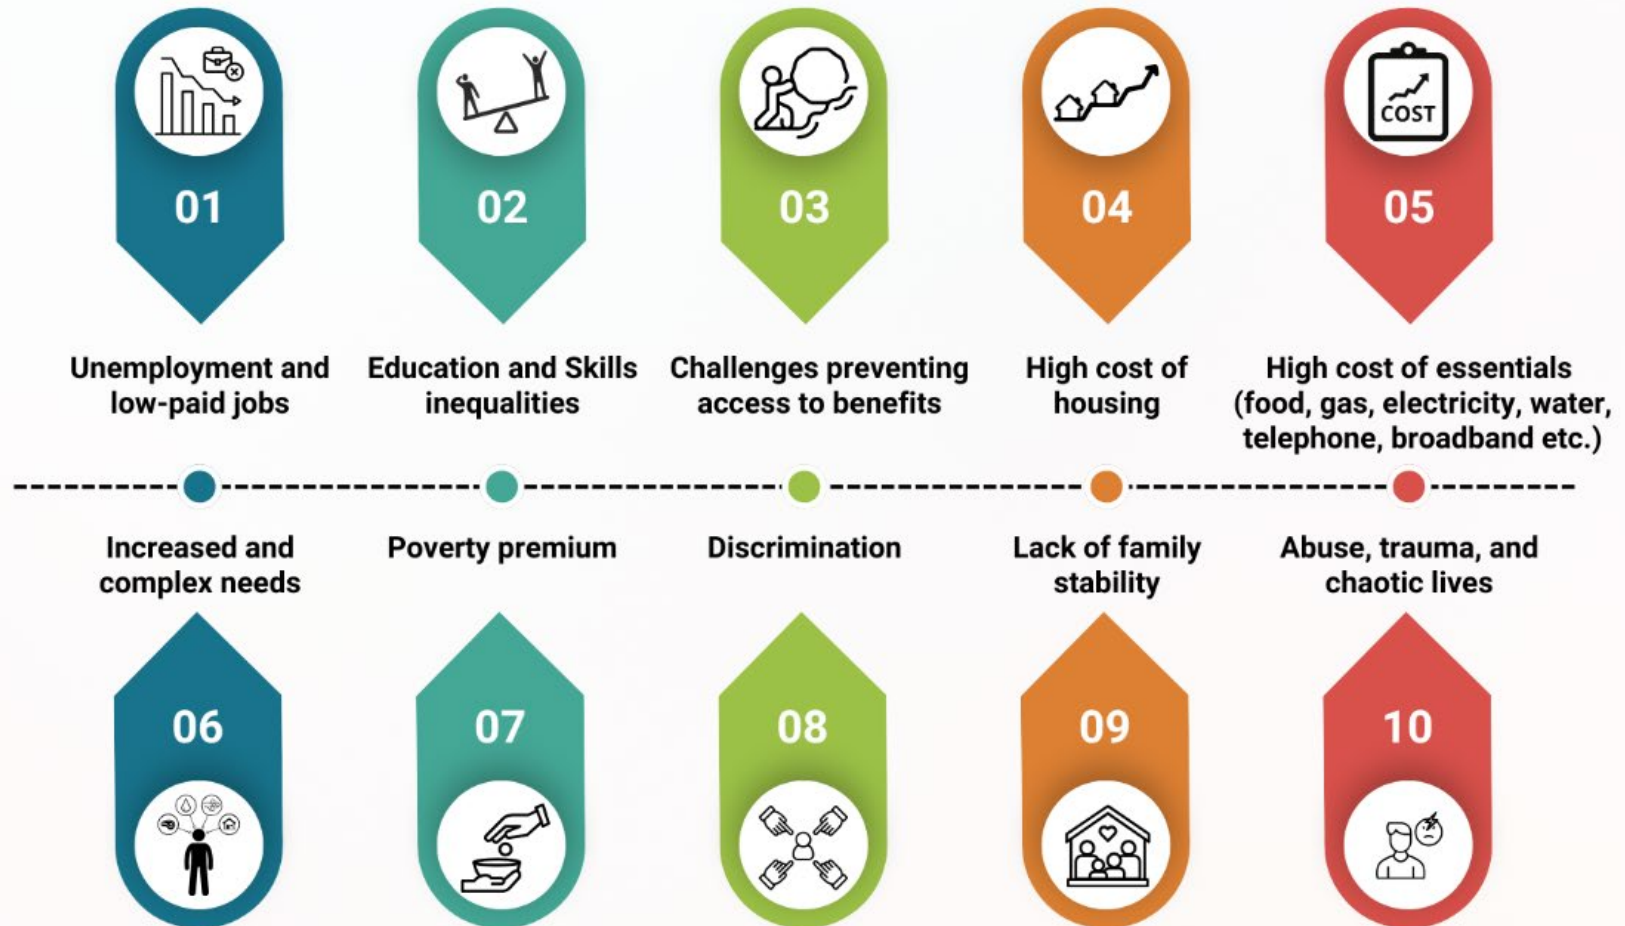 COST
01
02
03
04
05
Unemployment and
low-paid jobs
Education and Skills
inequalities
Challenges preventing
access to benefits
High cost of
housing
High cost of essentials
(food, gas, electricity, water,
telephone, broadband etc.)
Increased and
complex needs
Poverty premium
Discrimination
Lack of family
stability
Abuse, trauma, and
chaotic lives
06
07
08
09
10